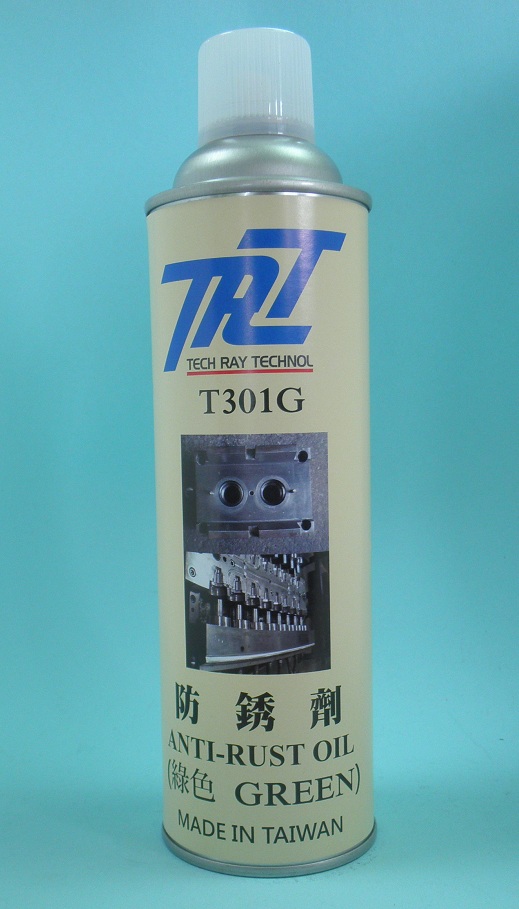 TRT
TECH RAY TECHNOL
T301G
防銹劑
ANTI-RUST OIL
(綠色 GREEN)
MADE IN TAIWAN